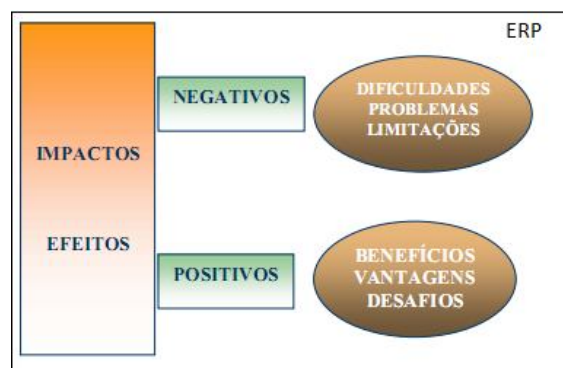 ERP
IMPACTOS
EFEITOS
NEGATIVOS
DIFICULDADES
PROBLEMAS
LIMITAÇÕES
POSITIVOS
BENEFÍCIOS
VANTAGENS
DESAFIOS